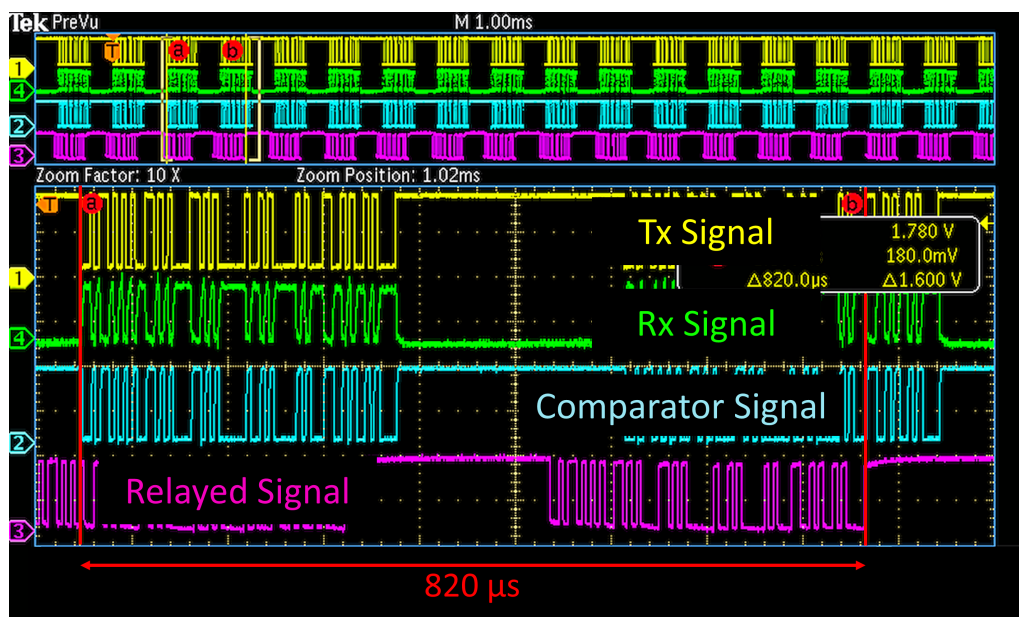 Tek PreVu M 1.00ms
T a b
1
4
2
3
Zoom Factor: 10 X Zoom Position: 1.02ms
T a b
Tx Signal 1.780 V
180.0mV
1 Δ820.0µs Δ1.600 V
4 Rx Signal
Comparator Signal
2
Relayed Signal
3
820 µs